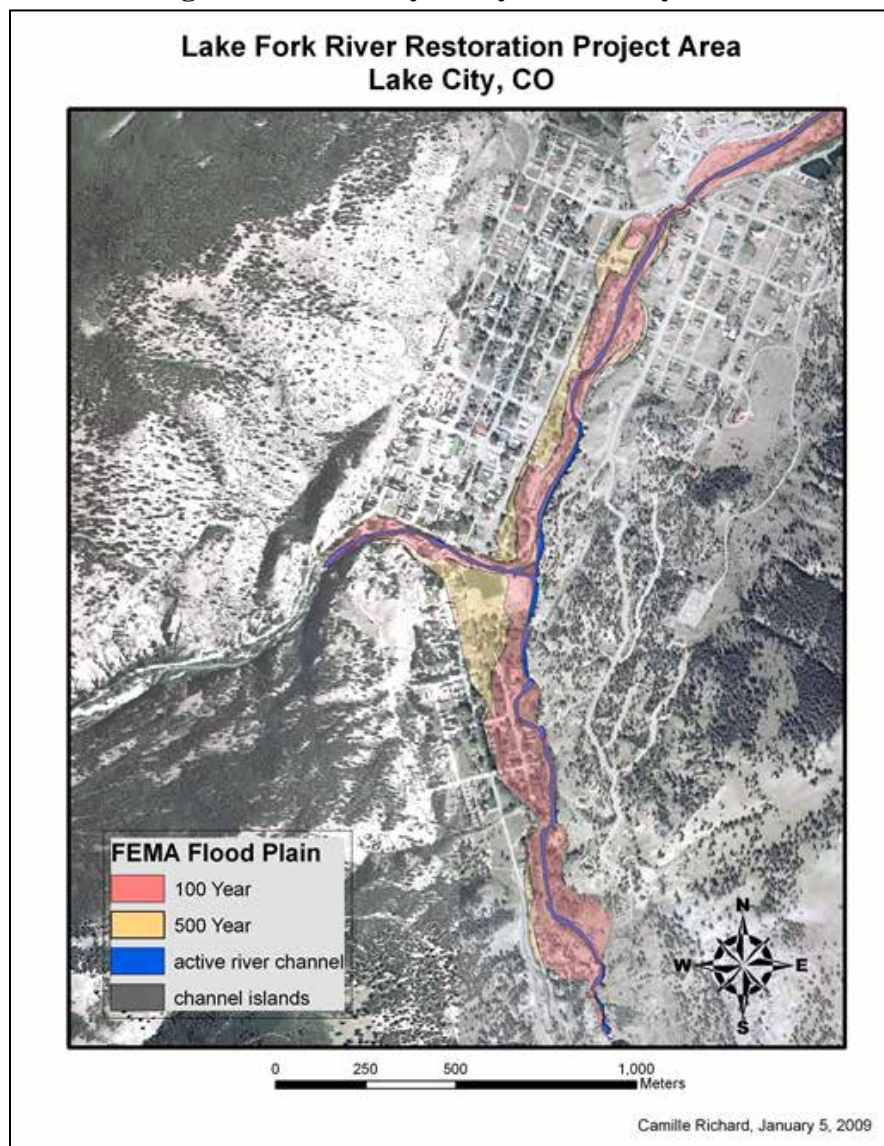 Lake Fork River Restoration Project Area
Lake City, CO
FEMA Flood Plain
100 Year
500 Year
active river channel
channel islands
N
W
E
S
0
250
500
1,000
Meters
Camille Richard, January 5, 2009